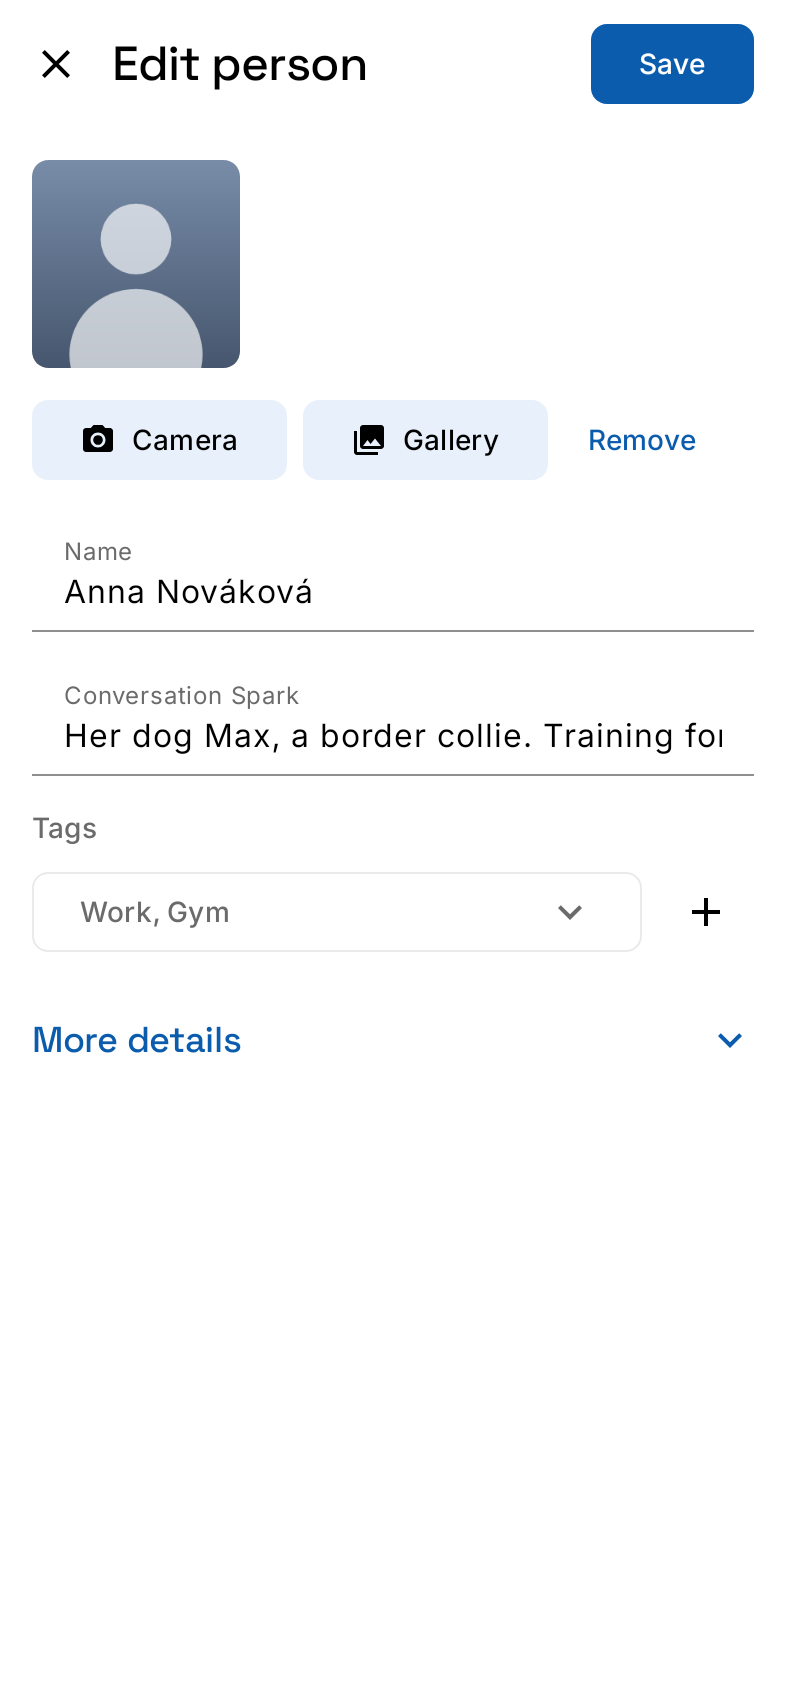 Edit person
Save
Camera
Gallery
Remove
Name
Anna Nováková
Conversation Spark
Her dog Max, a border collie. Training for
Tags
Work, Gym
More details